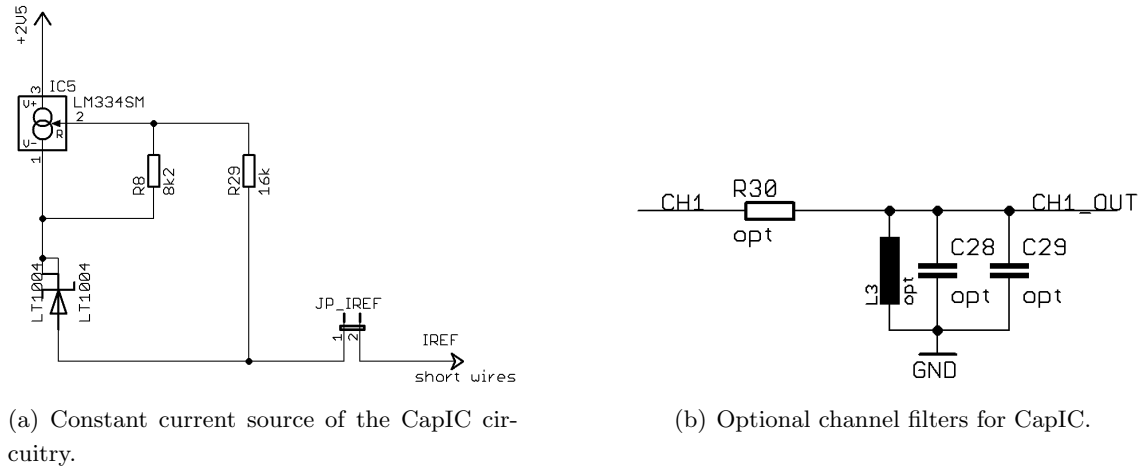 +2V5
3
IC5
V+
LM334SM
2
R
V-
1
R8
8k2
R29
16k
LT1004
LT1004
JP_IREF
1
2
IREF
short wires
(a) Constant current source of the CapIC cir-
cuitry.
CH1
R30
opt
CH1_OUT
L3
opt
C28
opt
C29
opt
GND
(b) Optional channel filters for CapIC.